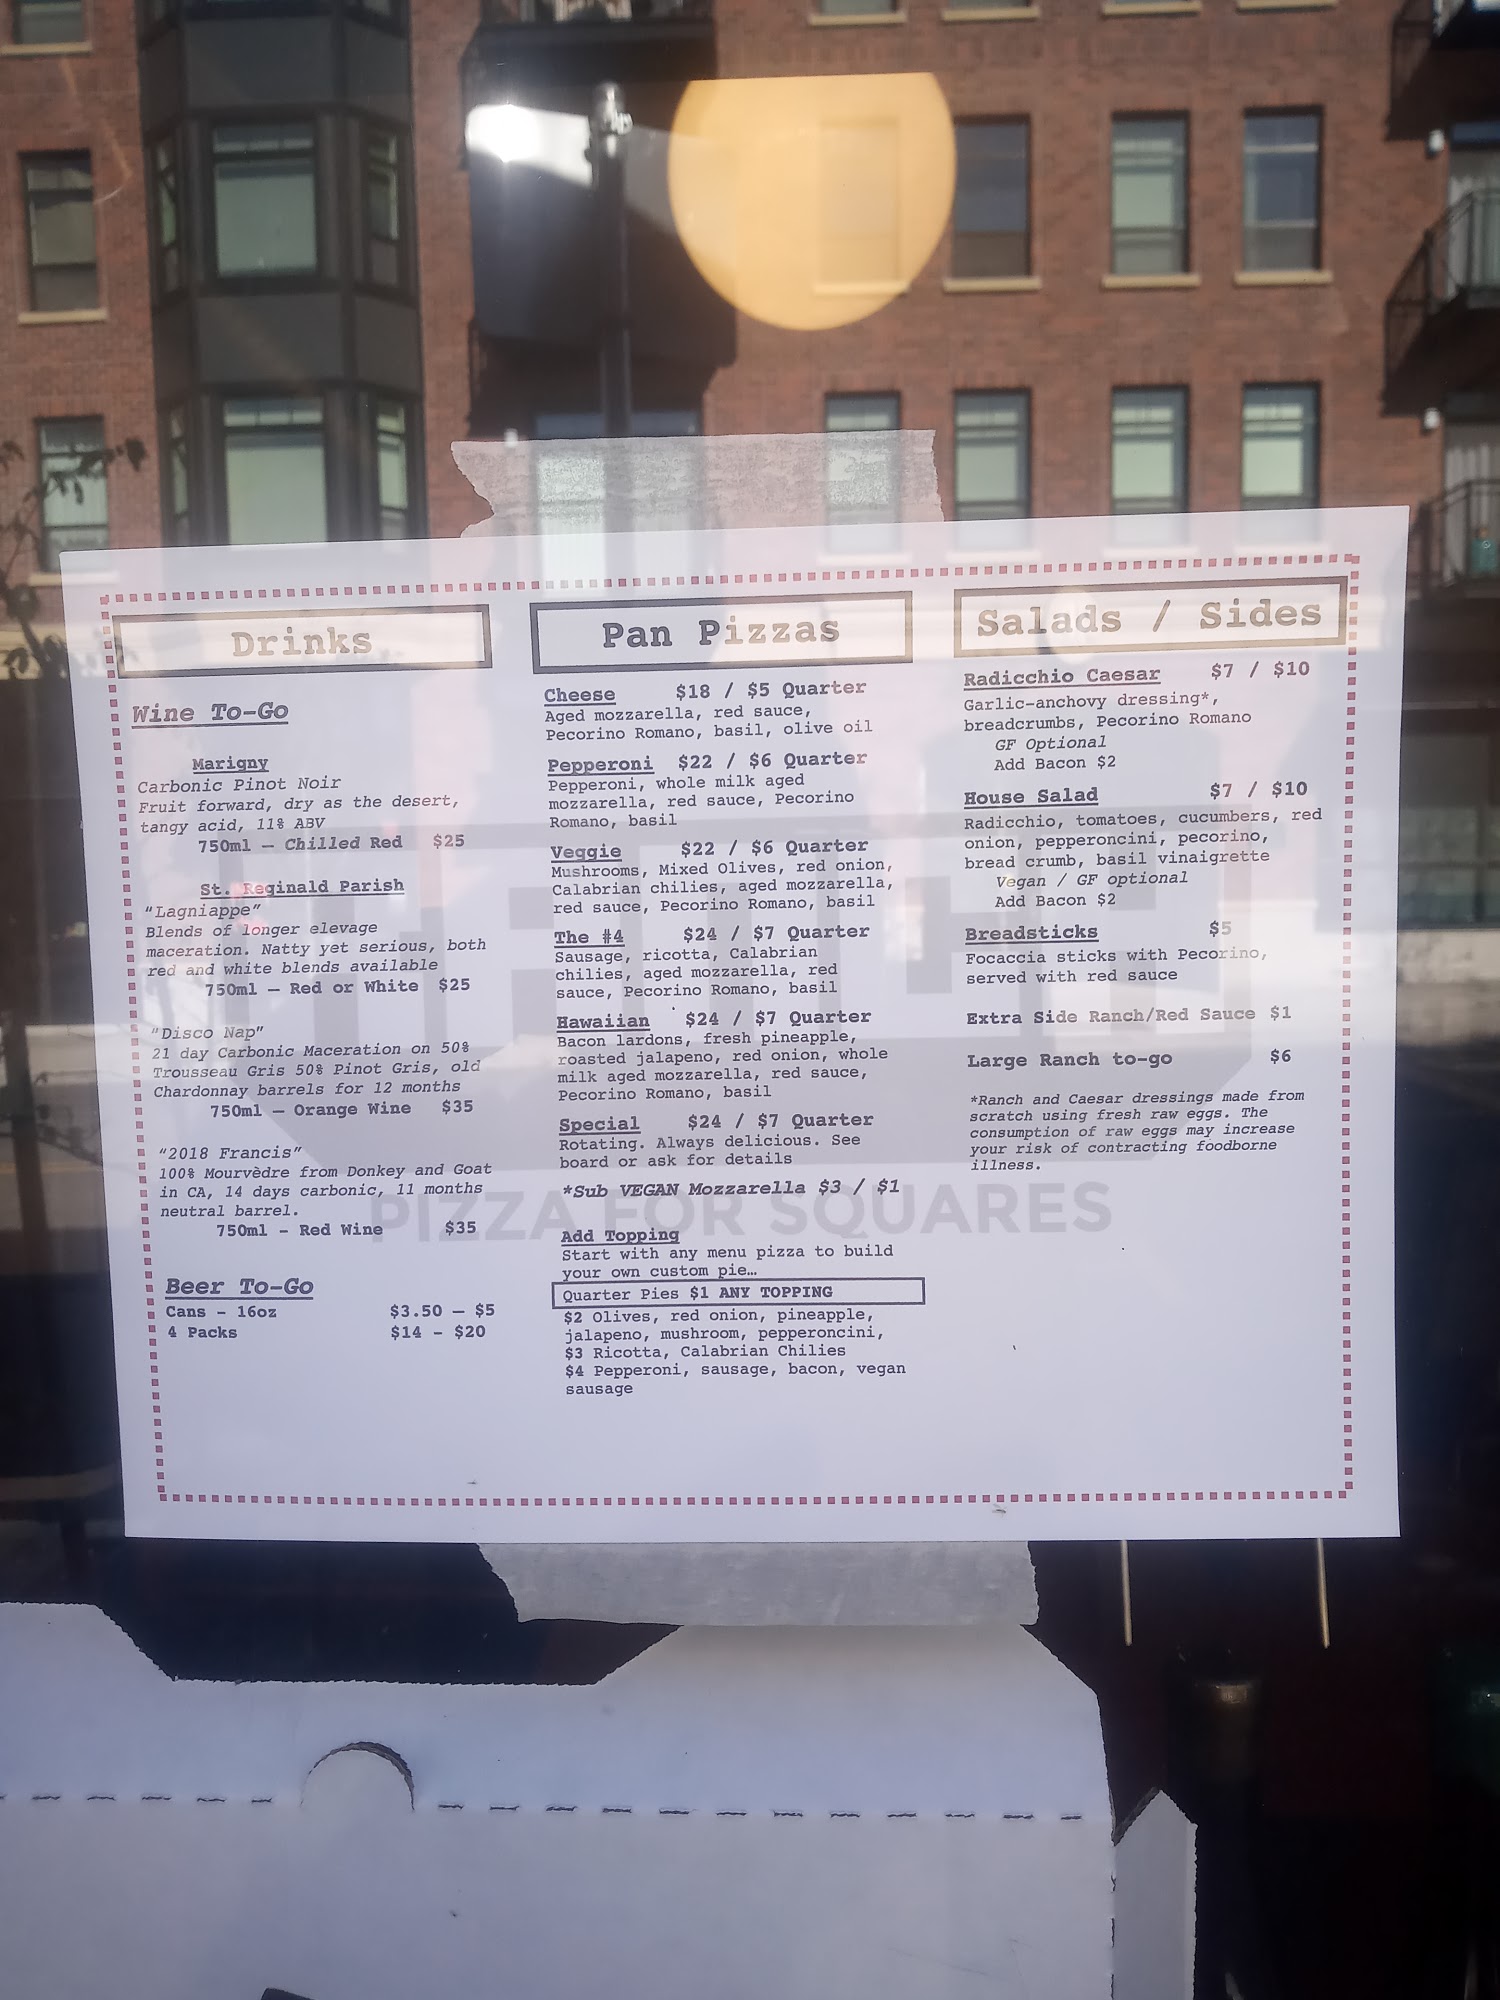 Drinks
Wine To-Go
Marigny
Carbonic Pinot Noir
Fruit forward, dry as the desert,
tangy acid, 11% ABV
750ml — Chilled Red $25
St. Reginald Parish
“Lagniappe”
Blends of longer elevage
maceration. Natty yet serious, both
red and white blends available
750ml — Red or White $25
“Disco Nap”
21 day Carbonic Maceration on 50%
Trousseau Gris 50% Pinot Gris, old
Chardonnay barrels for 12 months
750ml — Orange Wine $35
“2018 Francis”
100% Mourvèdre from Donkey and Goat
in CA, 14 days carbonic, 11 months
neutral barrel.
750ml - Red Wine $35
Beer To-Go
Cans - 16oz $3.50 — $5
4 Packs $14 - $20
Pan Pizzas
Cheese $18 / $5 Quarter
Aged mozzarella, red sauce,
Pecorino Romano, basil, olive oil
Pepperoni $22 / $6 Quarter
Pepperoni, whole milk aged
mozzarella, red sauce, Pecorino
Romano, basil
Veggie $22 / $6 Quarter
Mushrooms, Mixed Olives, red onion,
Calabrian chilies, aged mozzarella,
red sauce, Pecorino Romano, basil
The #4 $24 / $7 Quarter
Sausage, ricotta, Calabrian
chilies, aged mozzarella, red
sauce, Pecorino Romano, basil
Hawaiian $24 / $7 Quarter
Bacon lardons, fresh pineapple,
roasted jalapeno, red onion, whole
milk aged mozzarella, red sauce,
Pecorino Romano, basil
Special $24 / $7 Quarter
Rotating. Always delicious. See
board or ask for details
*Sub VEGAN Mozzarella $3 / $1
PIZZA FOR SQUARES
Add Topping
Start with any menu pizza to build
your own custom pie…
Quarter Pies $1 ANY TOPPING
$2 Olives, red onion, pineapple,
jalapeno, mushroom, pepperoncini,
$3 Ricotta, Calabrian Chilies
$4 Pepperoni, sausage, bacon, vegan
sausage
Salads / Sides
Radicchio Caesar $7 / $10
Garlic-anchovy dressing*,
breadcrumbs, Pecorino Romano
GF Optional
Add Bacon $2
House Salad $7 / $10
Radicchio, tomatoes, cucumbers, red
onion, pepperoncini, pecorino,
bread crumb, basil vinaigrette
Vegan / GF optional
Add Bacon $2
Breadsticks $5
Focaccia sticks with Pecorino,
served with red sauce
Extra Side Ranch/Red Sauce $1
Large Ranch to-go $6
*Ranch and Caesar dressings made from
scratch using fresh raw eggs. The
consumption of raw eggs may increase
your risk of contracting foodborne
illness.